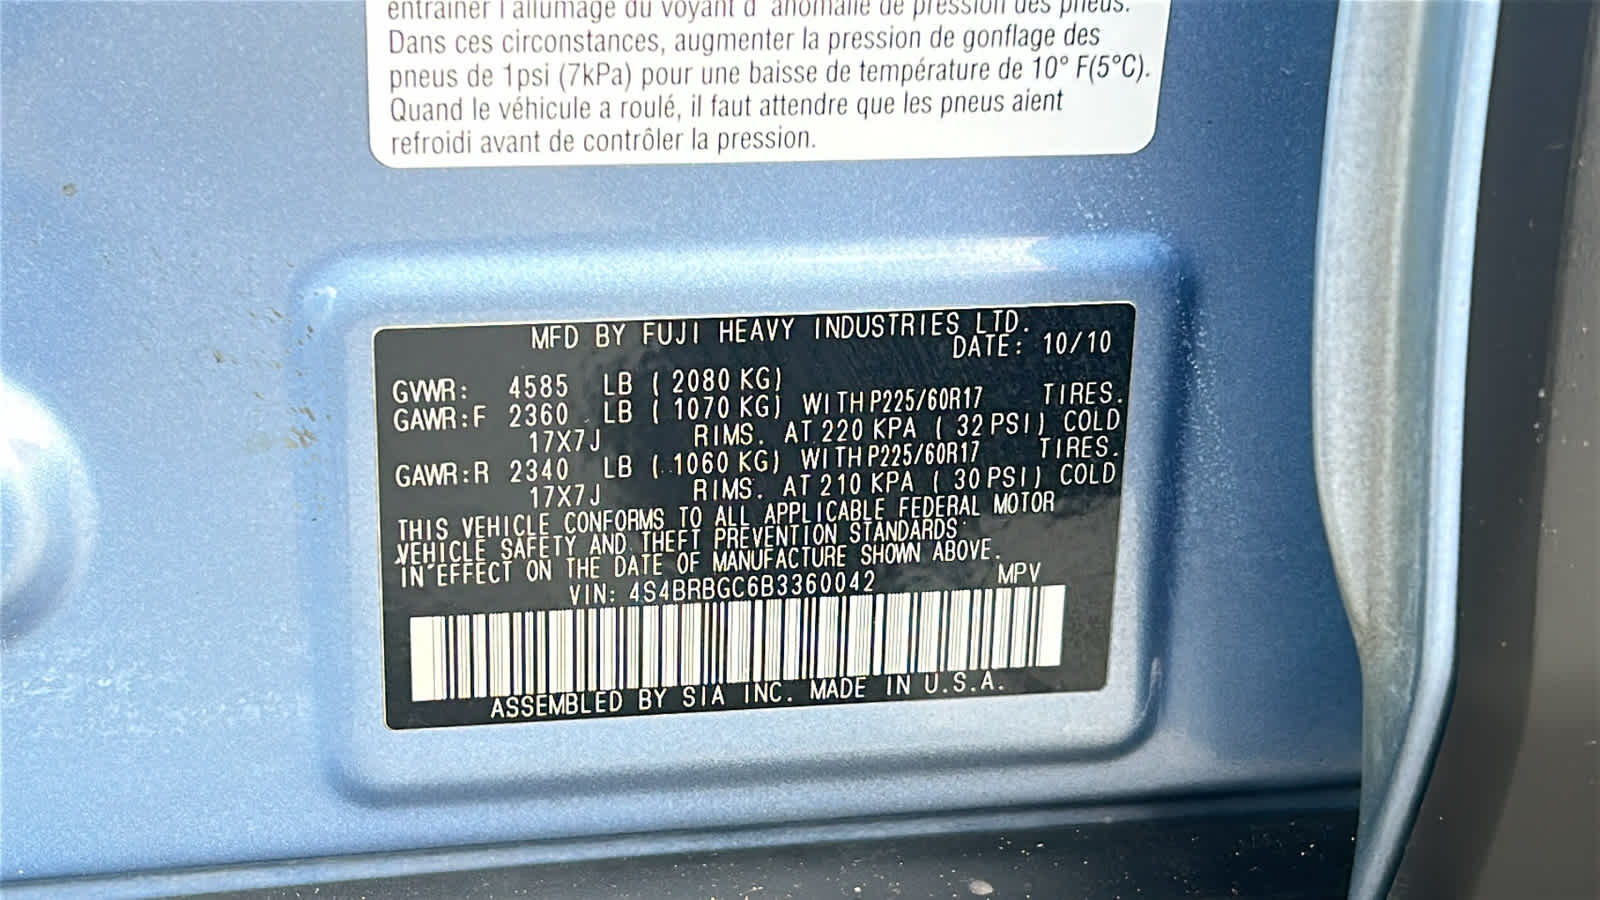 entraîner l'allumage du voyant d' anomalie de pression des pneus.
Dans ces circonstances, augmenter la pression de gonflage des
pneus de 1psi (7kPa) pour une baisse de température de 10° F(5°C).
Quand le véhicule a roulé, il faut attendre que les pneus aient
refroidi avant de contrôler la pression.
MFD BY FUJI HEAVY INDUSTRIES LTD.
DATE: 10/10
GVWR: 4585 LB ( 2080 KG)
GAWR:F 2360 LB ( 1070 KG) WITH P225/60R17 TIRES.
17X7J RIMS. AT 220 KPA ( 32 PSI) COLD
GAWR:R 2340 LB ( 1060 KG) WITH P225/60R17 TIRES.
17X7J RIMS. AT 210 KPA ( 30 PSI) COLD
THIS VEHICLE CONFORMS TO ALL APPLICABLE FEDERAL MOTOR
VEHICLE SAFETY AND THEFT PREVENTION STANDARDS
IN EFFECT ON THE DATE OF MANUFACTURE SHOWN ABOVE.
VIN: 4S4BRBGC6B3360042 MPV
ASSEMBLED BY SIA INC. MADE IN U.S.A.